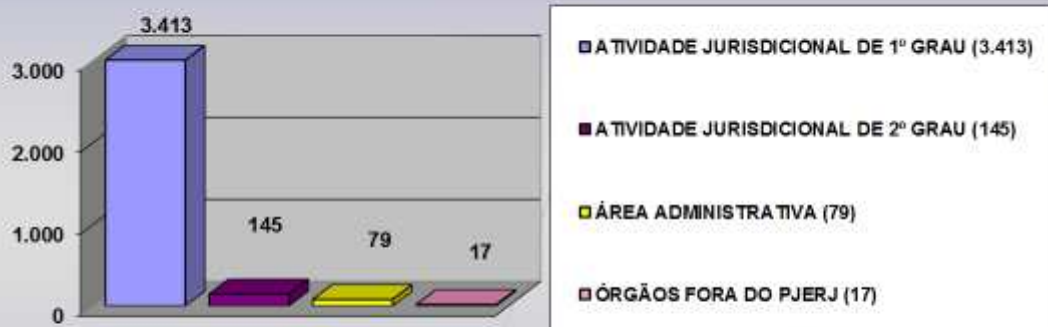 3.413
3.000
2.000
1.000
0
145
79
17
ATIVIDADE JURISDICIONAL DE 1º GRAU (3.413)
ATIVIDADE JURISDICIONAL DE 2º GRAU (145)
ÁREA ADMINISTRATIVA (79)
ÓRGÃOS FORA DO PJERJ (17)